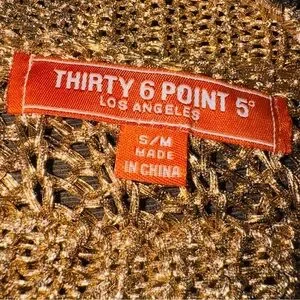 THIRTY 6 POINT 5°
LOS ANGELES
S/M
MADE
IN CHINA